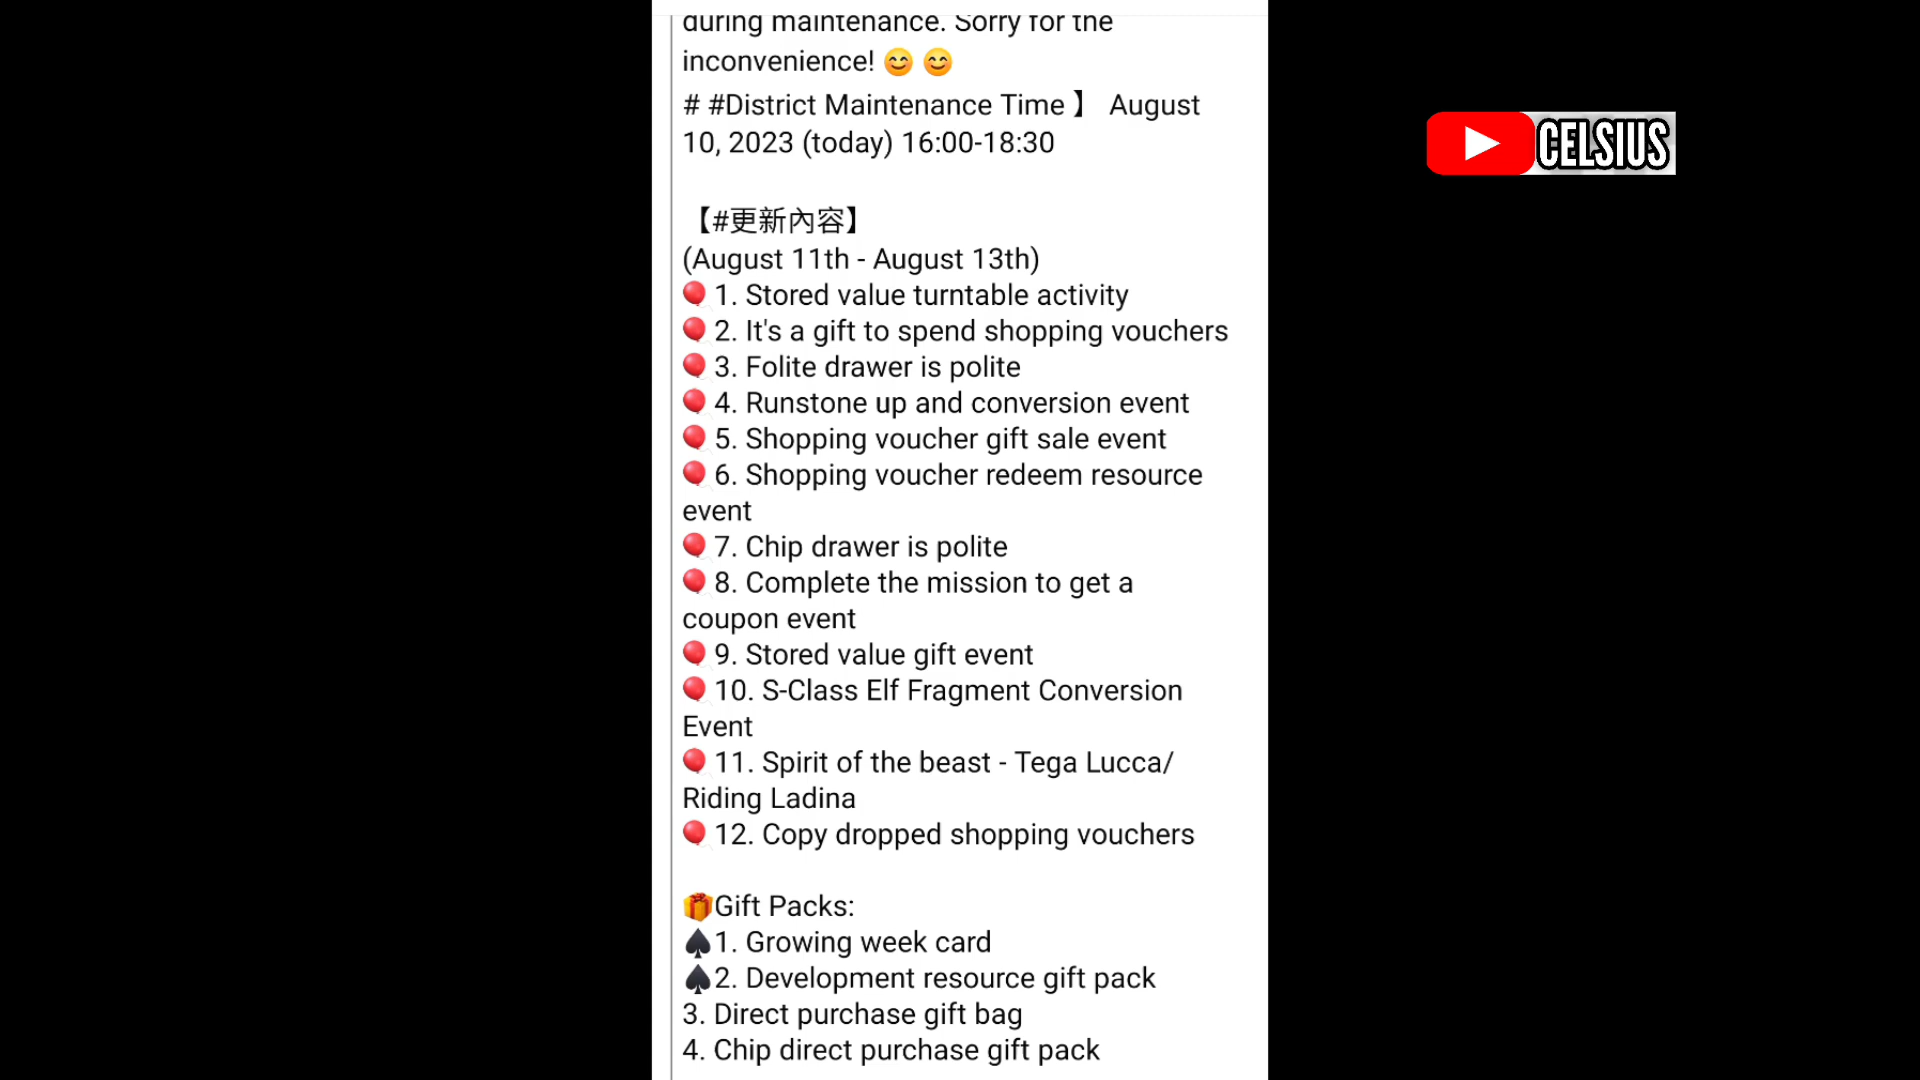 during maintenance. Sorry for the
inconvenience! 😊 😊
# #District Maintenance Time 】 August
10, 2023 (today) 16:00-18:30
【#更新內容】
(August 11th - August 13th)
🎈1. Stored value turntable activity
🎈2. It's a gift to spend shopping vouchers
🎈3. Folite drawer is polite
🎈4. Runstone up and conversion event
🎈5. Shopping voucher gift sale event
🎈6. Shopping voucher redeem resource
event
🎈7. Chip drawer is polite
🎈8. Complete the mission to get a
coupon event
🎈9. Stored value gift event
🎈10. S-Class Elf Fragment Conversion
Event
🎈11. Spirit of the beast - Tega Lucca/
Riding Ladina
🎈12. Copy dropped shopping vouchers
🎁Gift Packs:
♠1. Growing week card
♠2. Development resource gift pack
3. Direct purchase gift bag
4. Chip direct purchase gift pack
CELSIUS